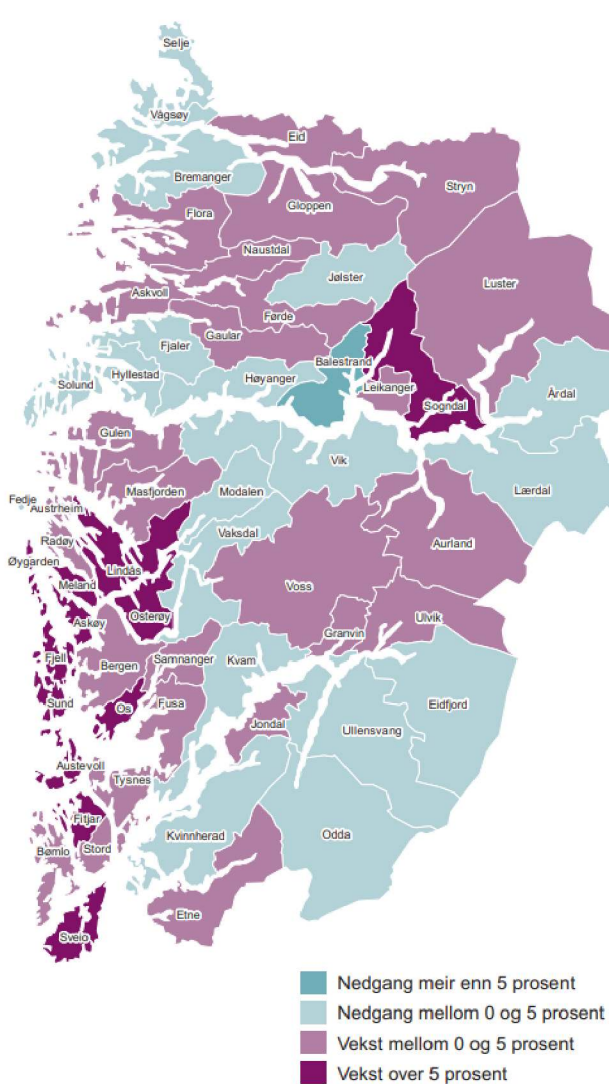 Selje
Vågsøy
Eid
Bremanger
Stryn
Gloppen
Flora
Naustdal
Jølster
Luster
Askvoll
Førde
Gaular
Fjaler
Balestrand
Hyllestad
Høyanger
Leikanger
Solund
Sogndal
Årdal
Gulen
Vik
Masfjorden
Modalen
Lærdal
Fedje
Austrheim
Vaksdal
Radøy
Aurland
Øygarden
Lindås
Meland
Voss
Osterøy
Askøy
Ulvik
Granvin
Fjell
Bergen
Samnanger
Kvam
Sund
Os
Fusa
Eidfjord
Jondal
Ullensvang
Austevoll
Tysnes
Fitjar
Kvinnherad
Odda
Bømlo
Stord
Etne
Sveio
Nedgang meir enn 5 prosent
Nedgang mellom 0 og 5 prosent
Vekst mellom 0 og 5 prosent
Vekst over 5 prosent